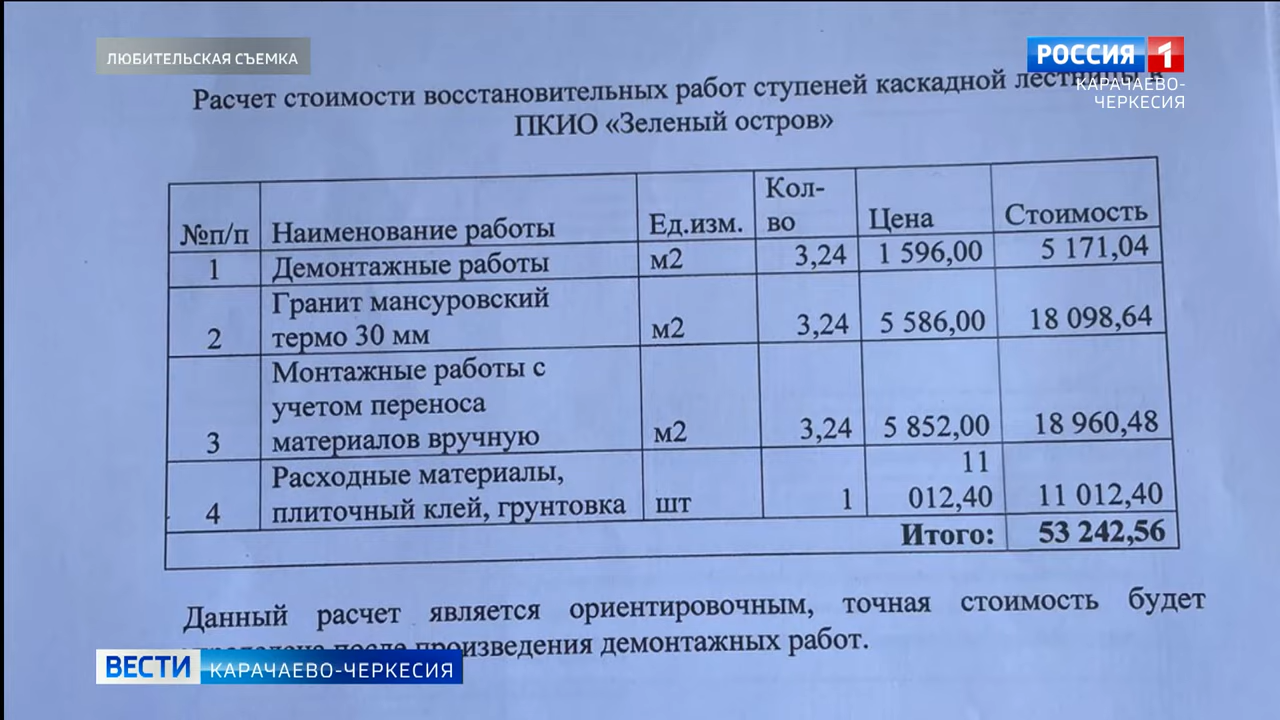 ЛЮБИТЕЛЬСКАЯ СЪЕМКА
РОССИЯ 1
КАРАЧАЕВО-
ЧЕРКЕСИЯ
Расчет стоимости восстановительных работ ступеней каскадной
ПКИО «Зеленый остров»
№п/п Наименование работы Ед.изм. Кол-во Цена Стоимость
1 Демонтажные работы м2 3,24 1 596,00 5 171,04
Гранит мансуровский
2 термо 30 мм м2 3,24 5 586,00 18 098,64
Монтажные работы с
учетом переноса
3 материалов вручную м2 3,24 5 852,00 18 960,48
Расходные материалы, 11
4 плиточный клей, грунтовка шт 1 012,40 11 012,40
Итого: 53 242,56
Данный расчет является ориентировочным, точная стоимость будет
после произведения демонтажных работ.
ВЕСТИ КАРАЧАЕВО-ЧЕРКЕСИЯ